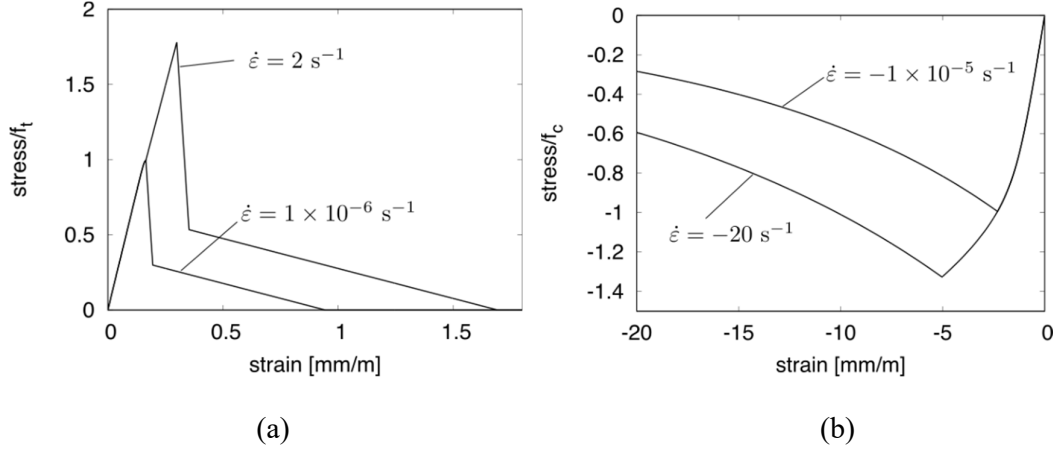 2
1.5
1
0.5
0
0 0.5 1 1.5
stress/f_t
strain [mm/m]
ε̇ = 2 s⁻¹
ε̇ = 1 × 10⁻⁶ s⁻¹
(a)
0
-0.2
-0.4
-0.6
-0.8
-1
-1.2
-1.4
-20 -15 -10 -5 0
stress/f_c
strain [mm/m]
ε̇ = −1 × 10⁻⁵ s⁻¹
ε̇ = −20 s⁻¹
(b)